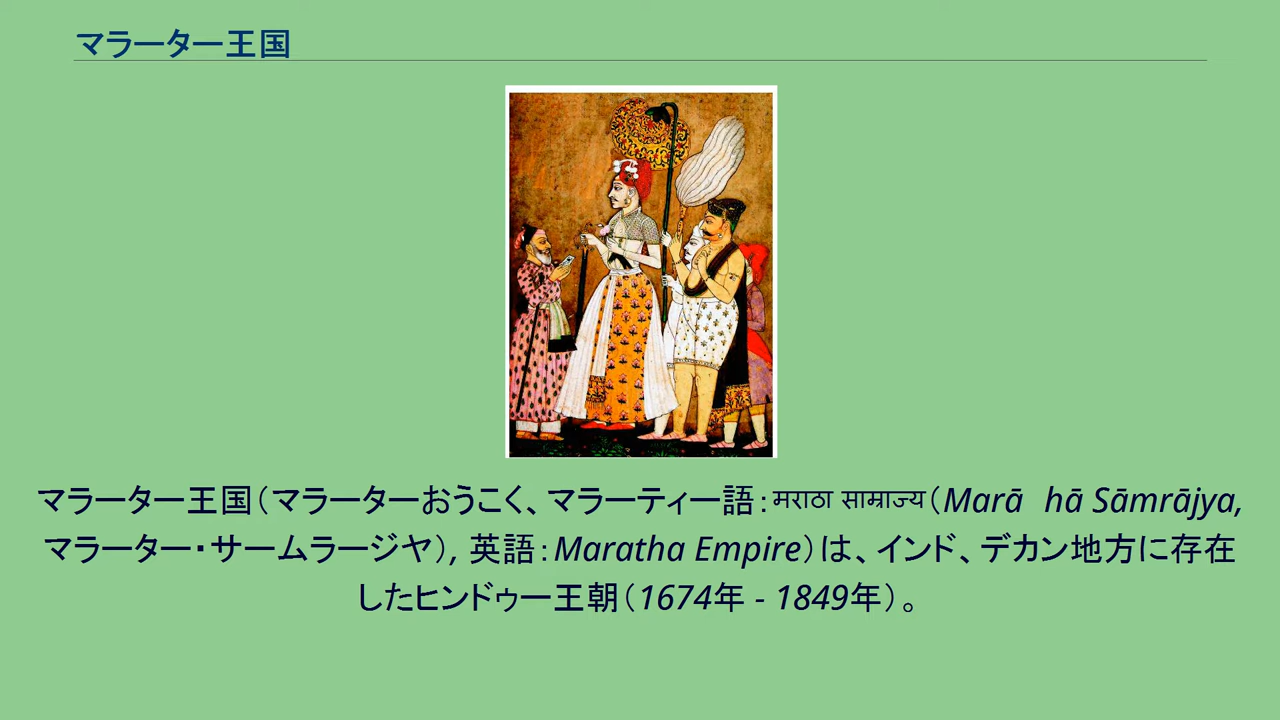 マラーター王国
マラーター王国（マラーターおうこく、マラーティー語：मराठा साम्राज्य（Marā hā Sāmrājya,
マラーター・サームラージヤ）, 英語：Maratha Empire）は、インド、デカン地方に存在
したヒンドゥー王朝（1674年 - 1849年）。